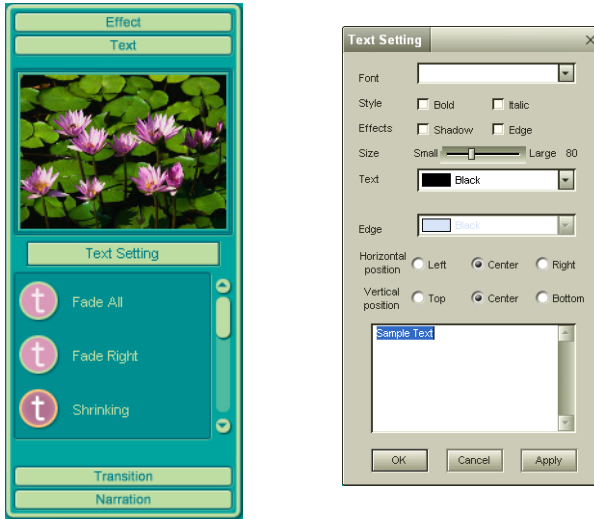 Effect
Text
Text Setting
t Fade All
t Fade Right
t Shrinking
Transition
Narration
Text Setting
Font
Style Bold Italic
Effects Shadow Edge
Size Small Large 80
Text Black
Edge Black
Horizontal
position Left Center Right
Vertical
position Top Center Bottom
Sample Text
OK Cancel Apply